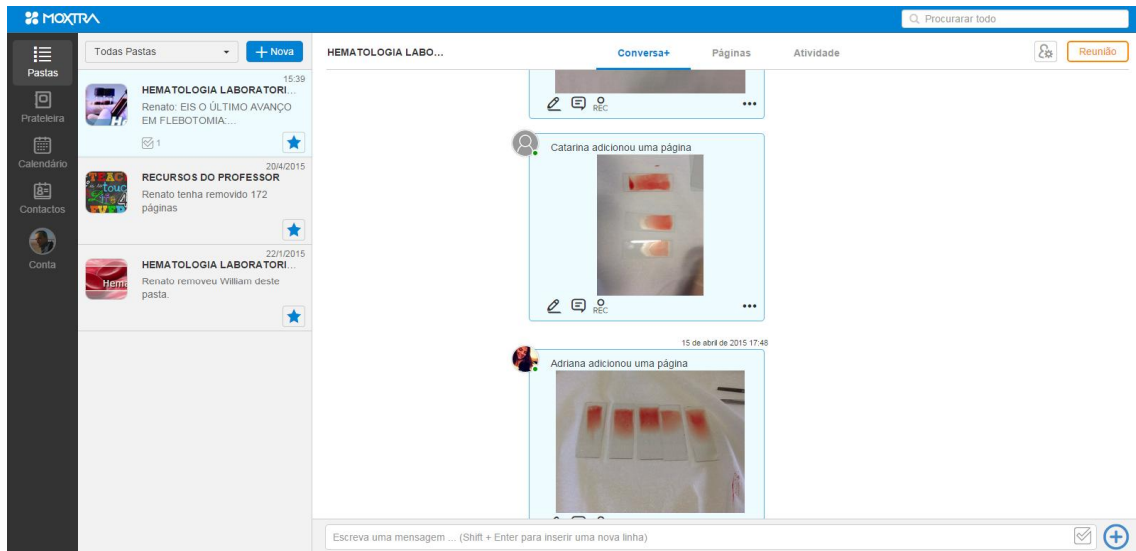 MOXTRA
Procurarar todo
Pastas
Prateleira
Calendário
Contactos
Conta
Todas Pastas
+ Nova
15:39
HEMATOLOGIA LABORATORI...
Renato: EIS O ÚLTIMO AVANÇO
EM FLEBOTOMIA:...
1
20/4/2015
RECURSOS DO PROFESSOR
Renato tenha removido 172
páginas
22/1/2015
HEMATOLOGIA LABORATORI...
Renato removeu William deste
pasta.
Hema
HEMATOLOGIA LABO...
Conversa+
Páginas
Atividade
Reunião
REC
Catarina adicionou uma página
REC
15 de abril de 2015 17:48
Adriana adicionou uma página
Escreva uma mensagem ... (Shift + Enter para inserir uma nova linha)